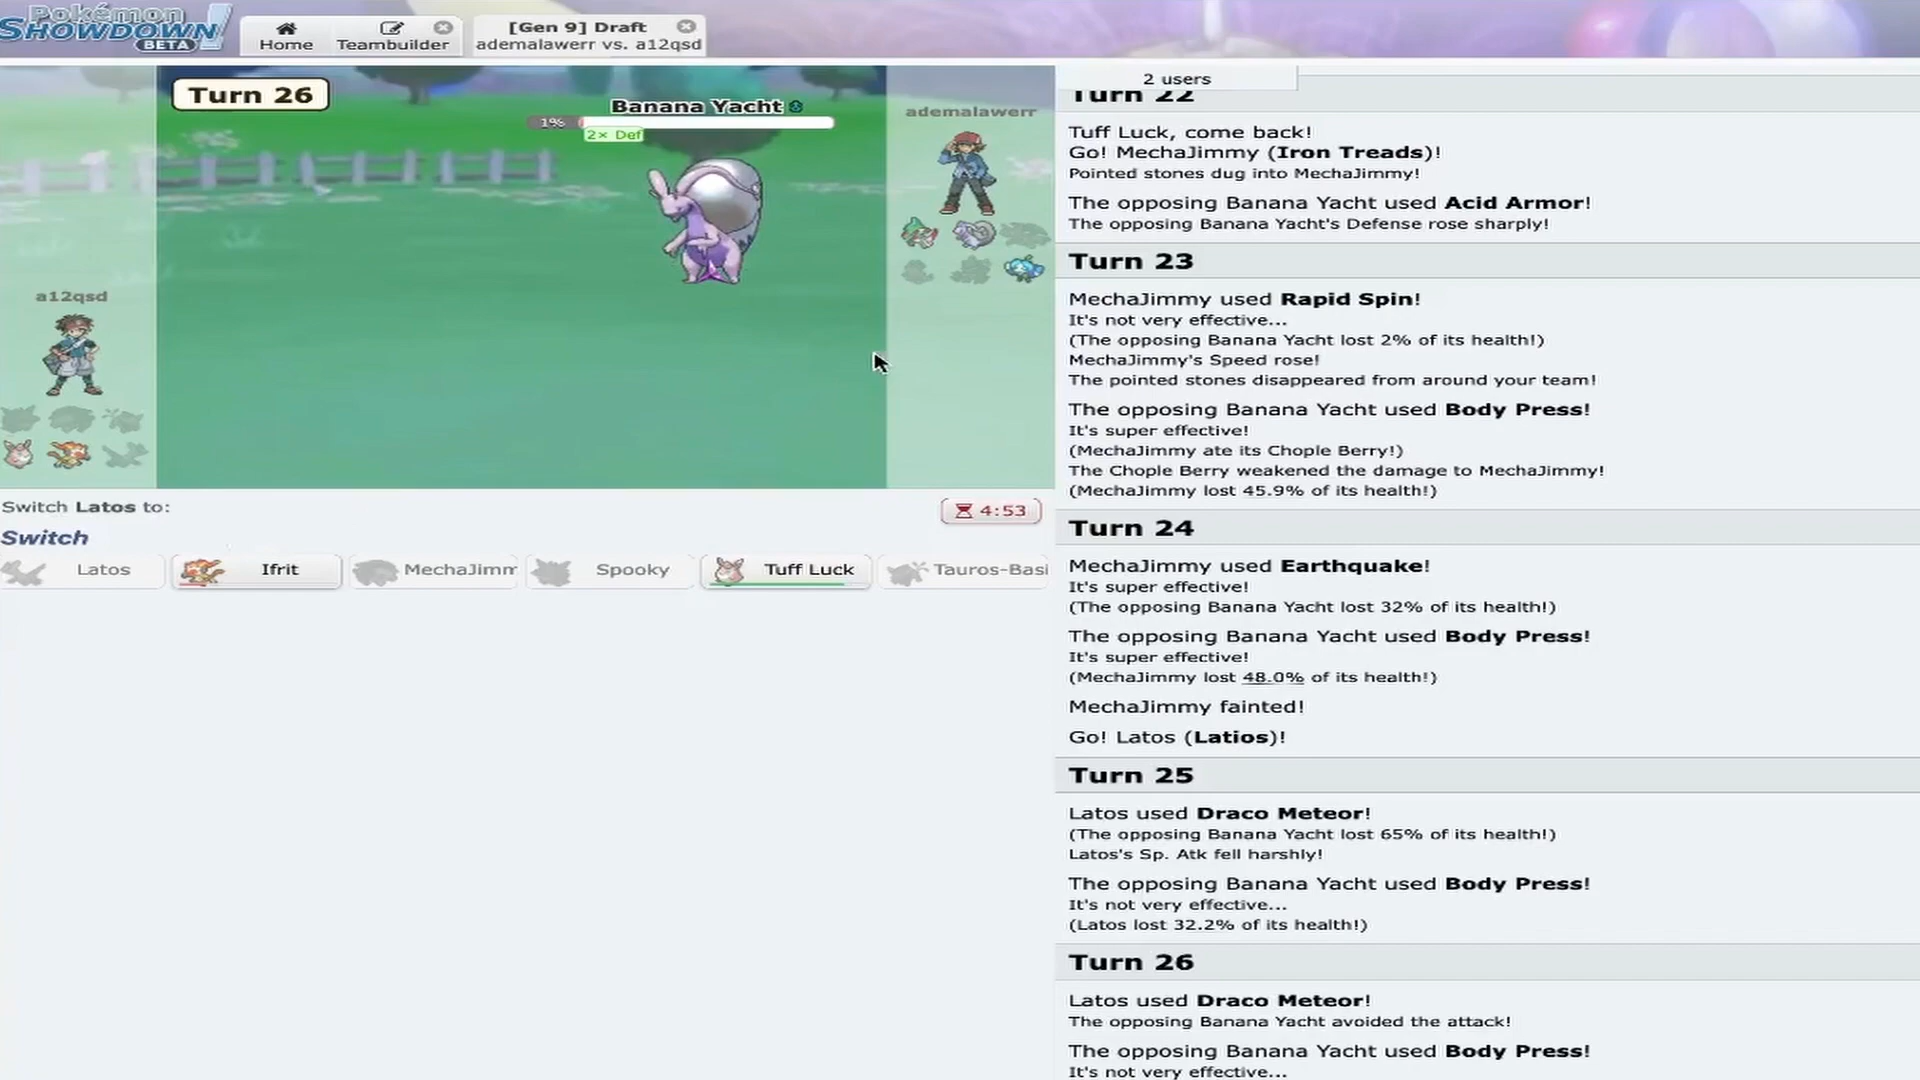 Pokémon
SHOWDOWN!
BETA
Home
Teambuilder
[Gen 9] Draft
ademalawerr vs. a12qsd
Turn 26
Banana Yacht
1%
2× Def
ademalawerr
a12qsd
Switch Latos to:
4:53
Switch
Latos
Ifrit
MechaJimm
Spooky
Tuff Luck
Tauros-Basi
2 users
Turn 22
Tuff Luck, come back!
Go! MechaJimmy (Iron Treads)!
Pointed stones dug into MechaJimmy!
The opposing Banana Yacht used Acid Armor!
The opposing Banana Yacht's Defense rose sharply!
Turn 23
MechaJimmy used Rapid Spin!
It's not very effective...
(The opposing Banana Yacht lost 2% of its health!)
MechaJimmy's Speed rose!
The pointed stones disappeared from around your team!
The opposing Banana Yacht used Body Press!
It's super effective!
(MechaJimmy ate its Chople Berry!)
The Chople Berry weakened the damage to MechaJimmy!
(MechaJimmy lost 45.9% of its health!)
Turn 24
MechaJimmy used Earthquake!
It's super effective!
(The opposing Banana Yacht lost 32% of its health!)
The opposing Banana Yacht used Body Press!
It's super effective!
(MechaJimmy lost 48.0% of its health!)
MechaJimmy fainted!
Go! Latos (Latios)!
Turn 25
Latos used Draco Meteor!
(The opposing Banana Yacht lost 65% of its health!)
Latos's Sp. Atk fell harshly!
The opposing Banana Yacht used Body Press!
It's not very effective...
(Latos lost 32.2% of its health!)
Turn 26
Latos used Draco Meteor!
The opposing Banana Yacht avoided the attack!
The opposing Banana Yacht used Body Press!
It's not very effective...